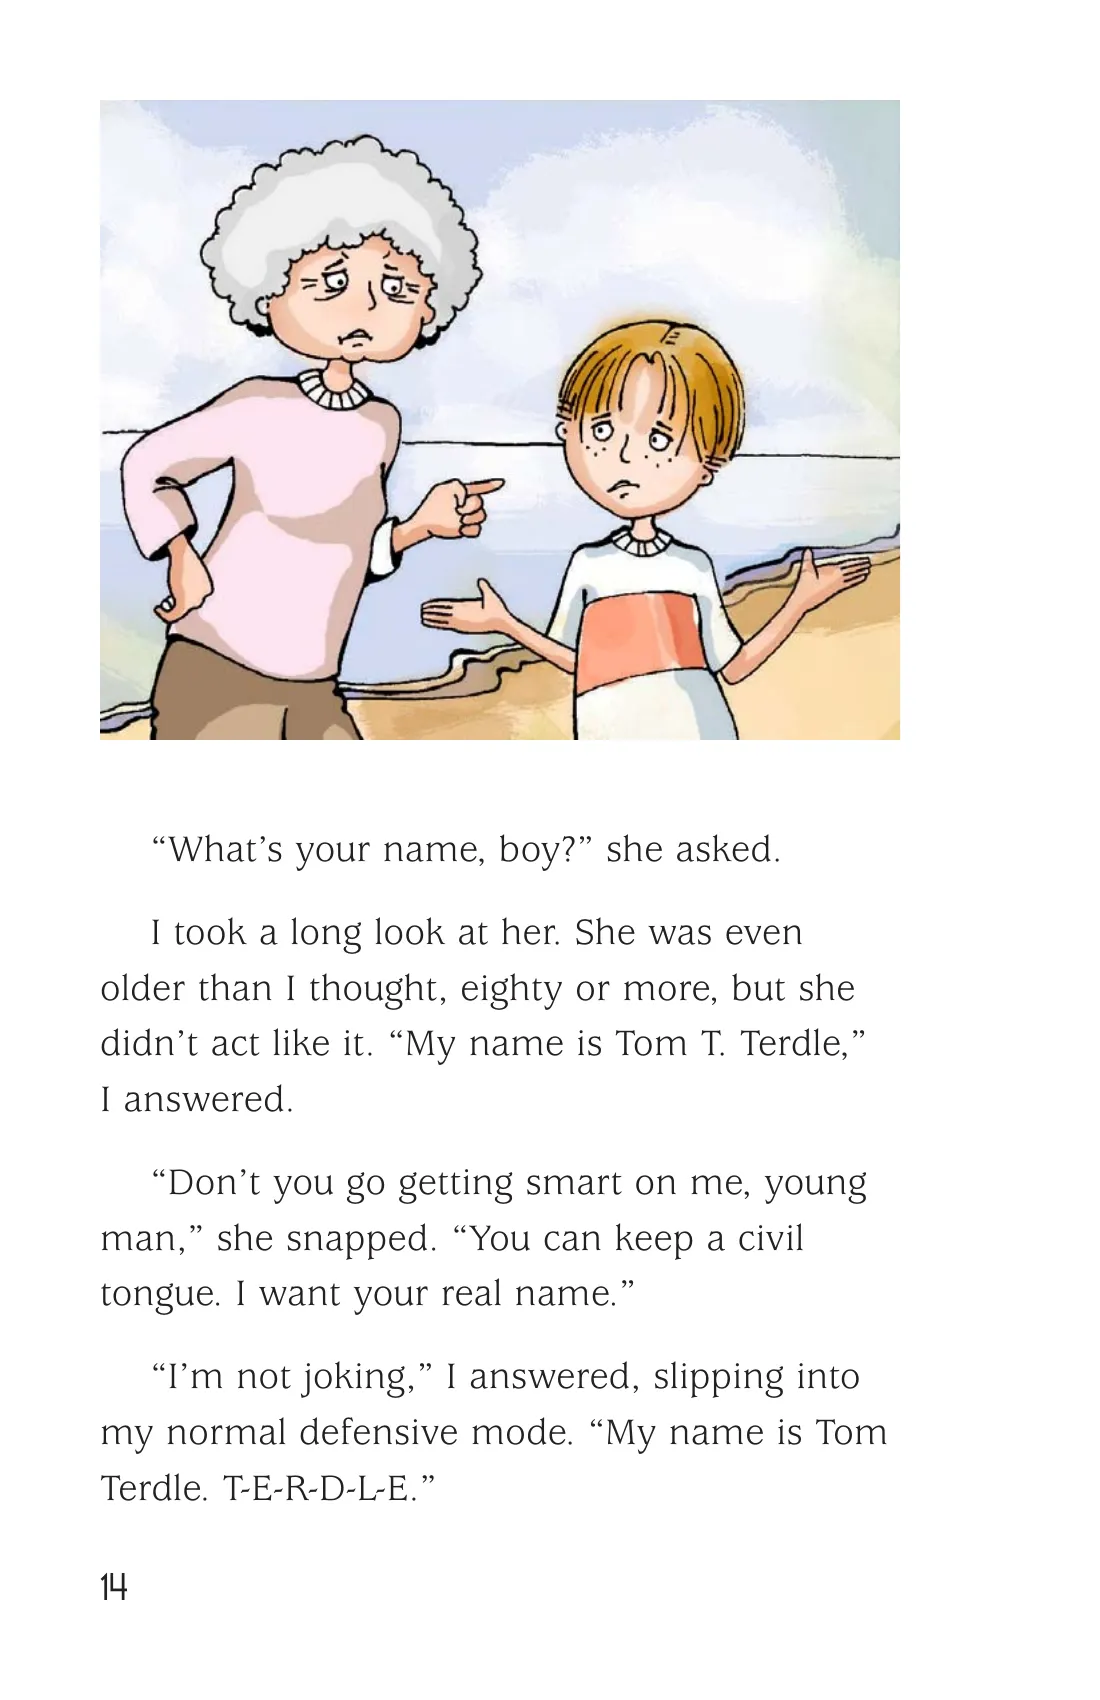 “What’s your name, boy?” she asked.
I took a long look at her. She was even
older than I thought, eighty or more, but she
didn’t act like it. “My name is Tom T. Terdle,”
I answered.
“Don’t you go getting smart on me, young
man,” she snapped. “You can keep a civil
tongue. I want your real name.”
“I’m not joking,” I answered, slipping into
my normal defensive mode. “My name is Tom
Terdle. T-E-R-D-L-E.”
14